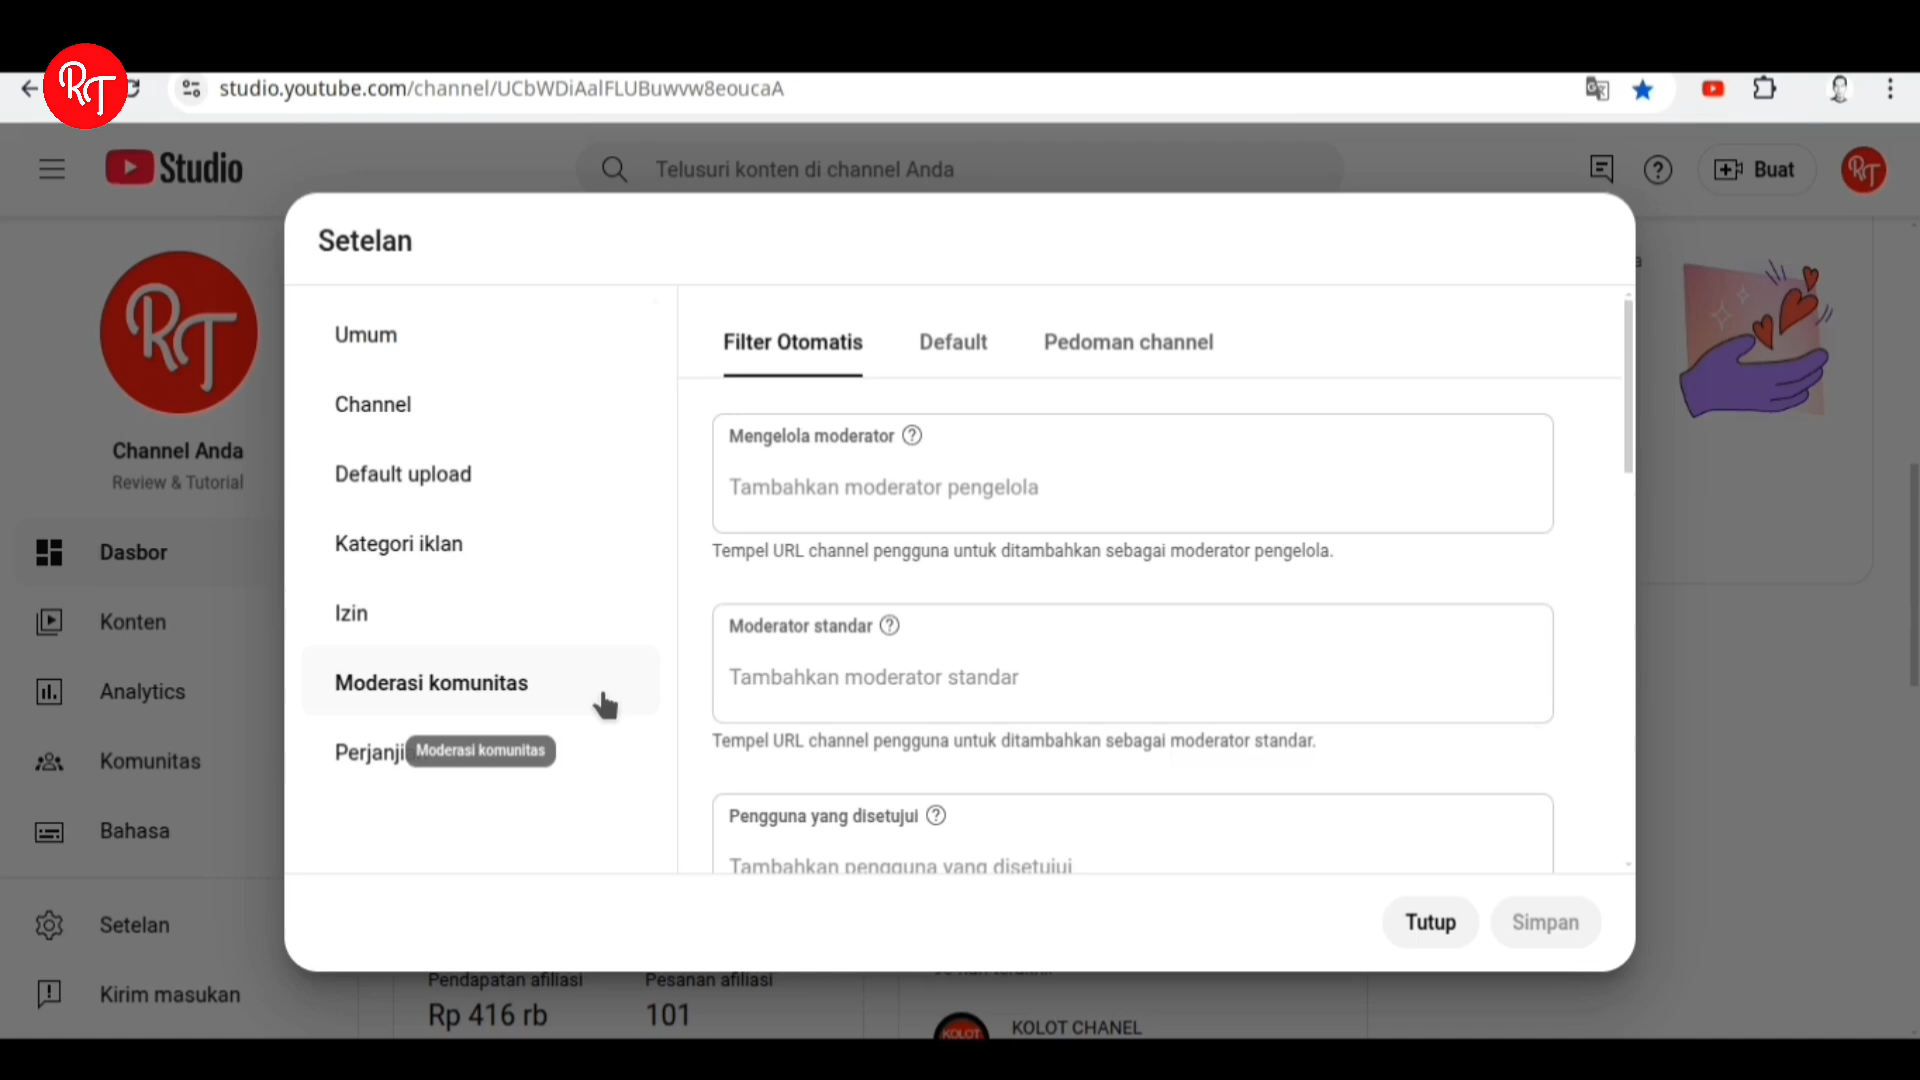 RT
studio.youtube.com/channel/UCbWDiAalFLUBuwvw8eoucaA
Studio
Telusuri konten di channel Anda
Buat
RT
RT
Channel Anda
Review & Tutorial
Dasbor
Konten
Analytics
Komunitas
Bahasa
Setelan
Kirim masukan
Setelan
Umum
Channel
Default upload
Kategori iklan
Izin
Moderasi komunitas
Moderasi komunitas
Filter Otomatis
Default
Pedoman channel
Mengelola moderator
Tambahkan moderator pengelola
Tempel URL channel pengguna untuk ditambahkan sebagai moderator pengelola.
Moderator standar
Tambahkan moderator standar
Tempel URL channel pengguna untuk ditambahkan sebagai moderator standar.
Pengguna yang disetujui
Tambahkan pengguna yang disetujui
Tutup
Simpan
Pendapatan afiliasi
Pesanan afiliasi
Rp 416 rb
101
KOLOT
KOLOT CHANEL